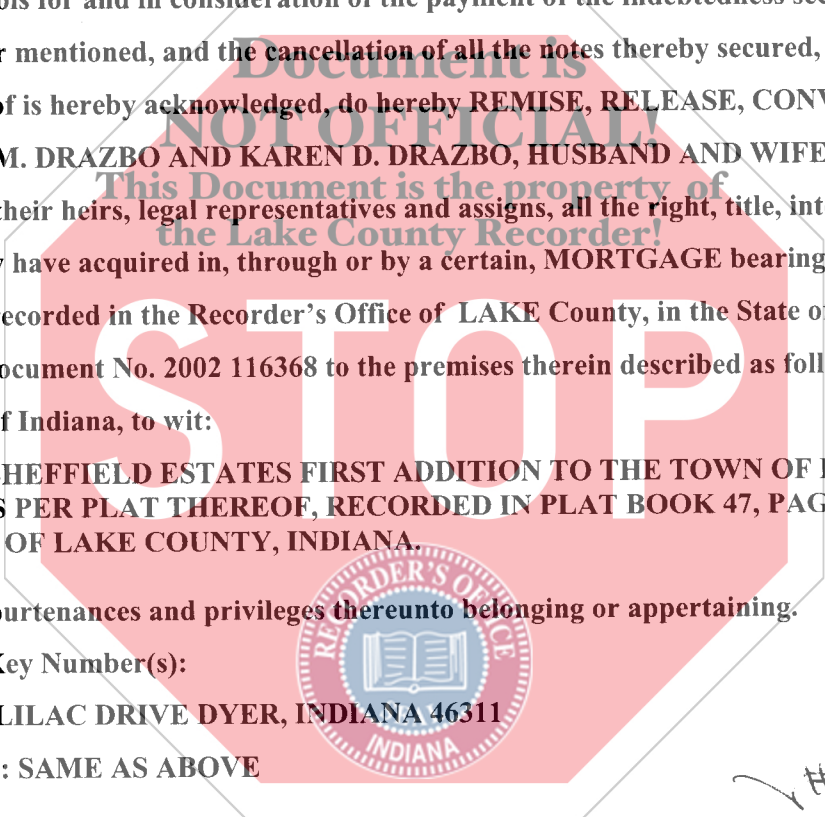 for and in consideration of the payment of the indebtedness
mentioned, and the cancellation of all the notes thereby secured,
Document is
of is hereby acknowledged, do hereby REMISE, RELEASE, CONV
NOT OFFICIAL!
M. DRAZBO AND KAREN D. DRAZBO, HUSBAND AND WIFE
This Document is the property of
their heirs, legal representatives and assigns, all the right, title, int
the Lake County Recorder!
have acquired in, through or by a certain, MORTGAGE bearing
recorded in the Recorder's Office of LAKE County, in the State of
STOP
ocument No. 2002 116368 to the premises therein described as foll
f Indiana, to wit:
HEFFIELD ESTATES FIRST ADDITION TO THE TOWN OF
S PER PLAT THEREOF, RECORDED IN PLAT BOOK 47, PAG
OF LAKE COUNTY, INDIANA.
RECORDER'S OFFICE
urtenances and privileges thereunto belonging or appertaining.
Key Number(s):
LILAC DRIVE DYER, INDIANA 46311
INDIANA
: SAME AS ABOVE